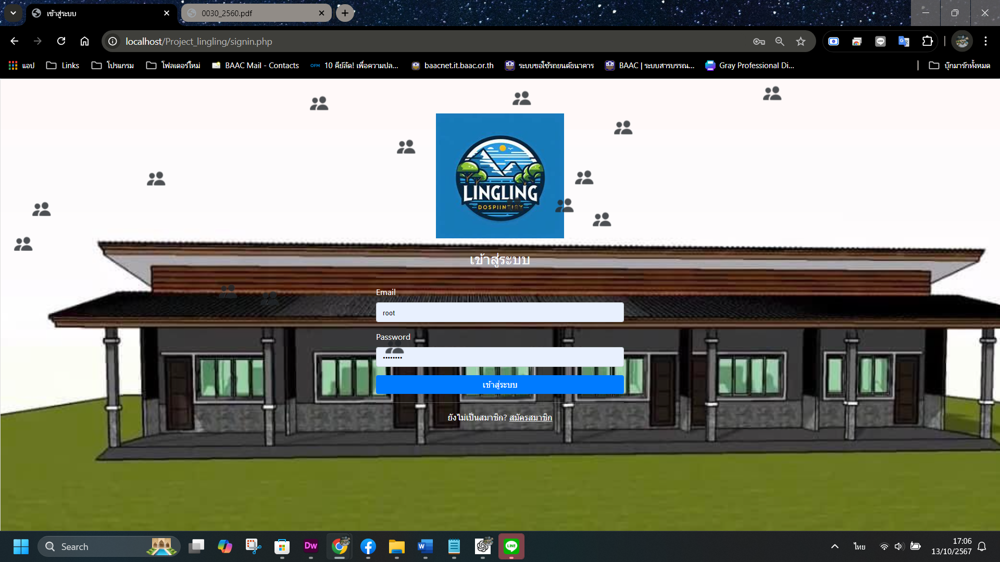 เข้าสู่ระบบ
0030_2560.pdf
localhost/Project_lingling/signin.php
แอป
Links
โปรแกรม
โฟลเดอร์ใหม่
BAAC Mail - Contacts
OFM
10 คีย์ลัด! เพื่อความปล...
baacnet.it.baac.or.th
ระบบขอใช้รถยนต์ธนาคาร
BAAC | ระบบสารบรรณ...
Gray Professional Di...
บุ๊กมาร์กทั้งหมด
LINGLING
DOSPIINTIRY
เข้าสู่ระบบ
Email
root
Password
••••••••
เข้าสู่ระบบ
ยังไม่เป็นสมาชิก? สมัครสมาชิก
Search
Dw
W
LINE
ไทย
17:06
13/10/2567